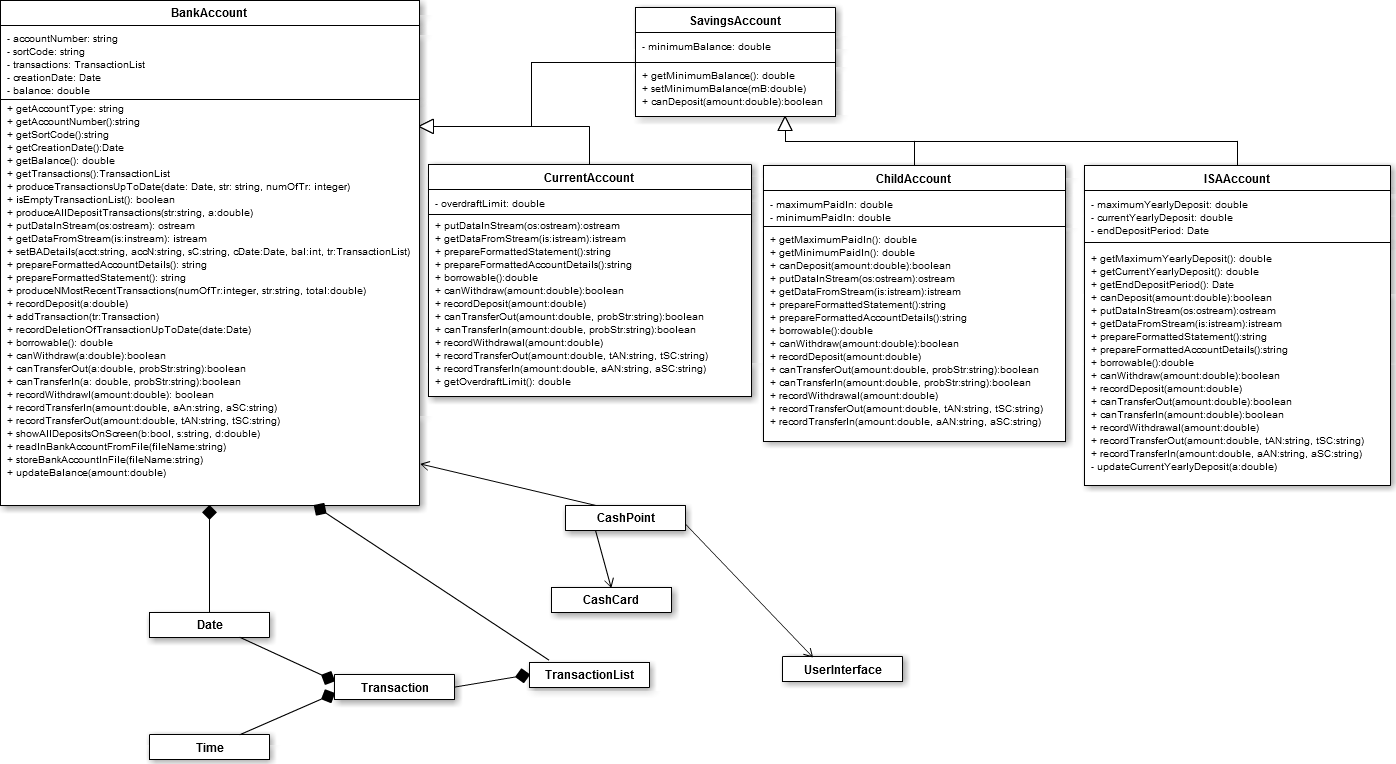 BankAccount
- accountNumber: string
- sortCode: string
- transactions: TransactionList
- creationDate: Date
- balance: double
+ getAccountType: string
+ getAccountNumber():string
+ getSortCode():string
+ getCreationDate():Date
+ getBalance(): double
+ getTransactions():TransactionList
+ produceTransactionsUpToDate(date: Date, str: string, numOfTr: integer)
+ isEmptyTransactionList(): boolean
+ produceAllDepositTransactions(str:string, a:double)
+ putDataInStream(os:ostream): ostream
+ getDataFromStream(is:instream): istream
+ setBADetails(acct:string, accN:string, sC:string, cDate:Date, bal:int, tr:TransactionList)
+ prepareFormattedAccountDetails(): string
+ prepareFormattedStatement(): string
+ produceNMostRecentTransactions(numOfTr:integer, str:string, total:double)
+ recordDeposit(a:double)
+ addTransaction(tr:Transaction)
+ recordDeletionOfTransactionUpToDate(date:Date)
+ borrowable(): double
+ canWithdraw(a:double):boolean
+ canTransferOut(a:double, probStr:string):boolean
+ canTransferIn(a: double, probStr:string):boolean
+ recordWithdrawl(amount:double): boolean
+ recordTransferIn(amount:double, aAn:string, aSC:string)
+ recordTransferOut(amount:double, tAN:string, tSC:string)
+ showAllDepositsOnScreen(b:bool, s:string, d:double)
+ readInBankAccountFromFile(fileName:string)
+ storeBankAccountInFile(fileName:string)
+ updateBalance(amount:double)
SavingsAccount
- minimumBalance: double
+ getMinimumBalance(): double
+ setMinimumBalance(mB:double)
+ canDeposit(amount:double):boolean
CurrentAccount
- overdraftLimit: double
+ putDataInStream(os:ostream):ostream
+ getDataFromStream(is:istream):istream
+ prepareFormattedStatement():string
+ prepareFormattedAccountDetails():string
+ borrowable():double
+ canWithdraw(amount:double):boolean
+ recordDeposit(amount:double)
+ canTransferOut(amount:double, probStr:string):boolean
+ canTransferIn(amount:double, probStr:string):boolean
+ recordWithdrawal(amount:double)
+ recordTransferOut(amount:double, tAN:string, tSC:string)
+ recordTransferIn(amount:double, aAN:string, aSC:string)
+ getOverdraftLimit(): double
ChildAccount
- maximumPaidIn: double
- minimumPaidIn: double
+ getMaximumPaidIn(): double
+ getMinimumPaidIn(): double
+ canDeposit(amount:double):boolean
+ putDataInStream(os:ostream):ostream
+ getDataFromStream(is:istream):istream
+ prepareFormattedStatement():string
+ prepareFormattedAccountDetails():string
+ borrowable():double
+ canWithdraw(amount:double):boolean
+ recordDeposit(amount:double)
+ canTransferOut(amount:double, probStr:string):boolean
+ canTransferIn(amount:double, probStr:string):boolean
+ recordWithdrawal(amount:double)
+ recordTransferOut(amount:double, tAN:string, tSC:string)
+ recordTransferIn(amount:double, aAN:string, aSC:string)
ISAAccount
- maximumYearlyDeposit: double
- currentYearlyDeposit: double
- endDepositPeriod: Date
+ getMaximumYearlyDeposit(): double
+ getCurrentYearlyDeposit(): double
+ getEndDepositPeriod(): Date
+ canDeposit(amount:double):boolean
+ putDataInStream(os:ostream):ostream
+ getDataFromStream(is:istream):istream
+ prepareFormattedStatement():string
+ prepareFormattedAccountDetails():string
+ borrowable():double
+ canWithdraw(amount:double):boolean
+ recordDeposit(amount:double)
+ canTransferOut(amount:double):boolean
+ canTransferIn(amount:double):boolean
+ recordWithdrawal(amount:double)
+ recordTransferOut(amount:double, tAN:string, tSC:string)
+ recordTransferIn(amount:double, aAN:string, aSC:string)
- updateCurrentYearlyDeposit(a:double)
CashPoint
CashCard
Date
UserInterface
TransactionList
Transaction
Time